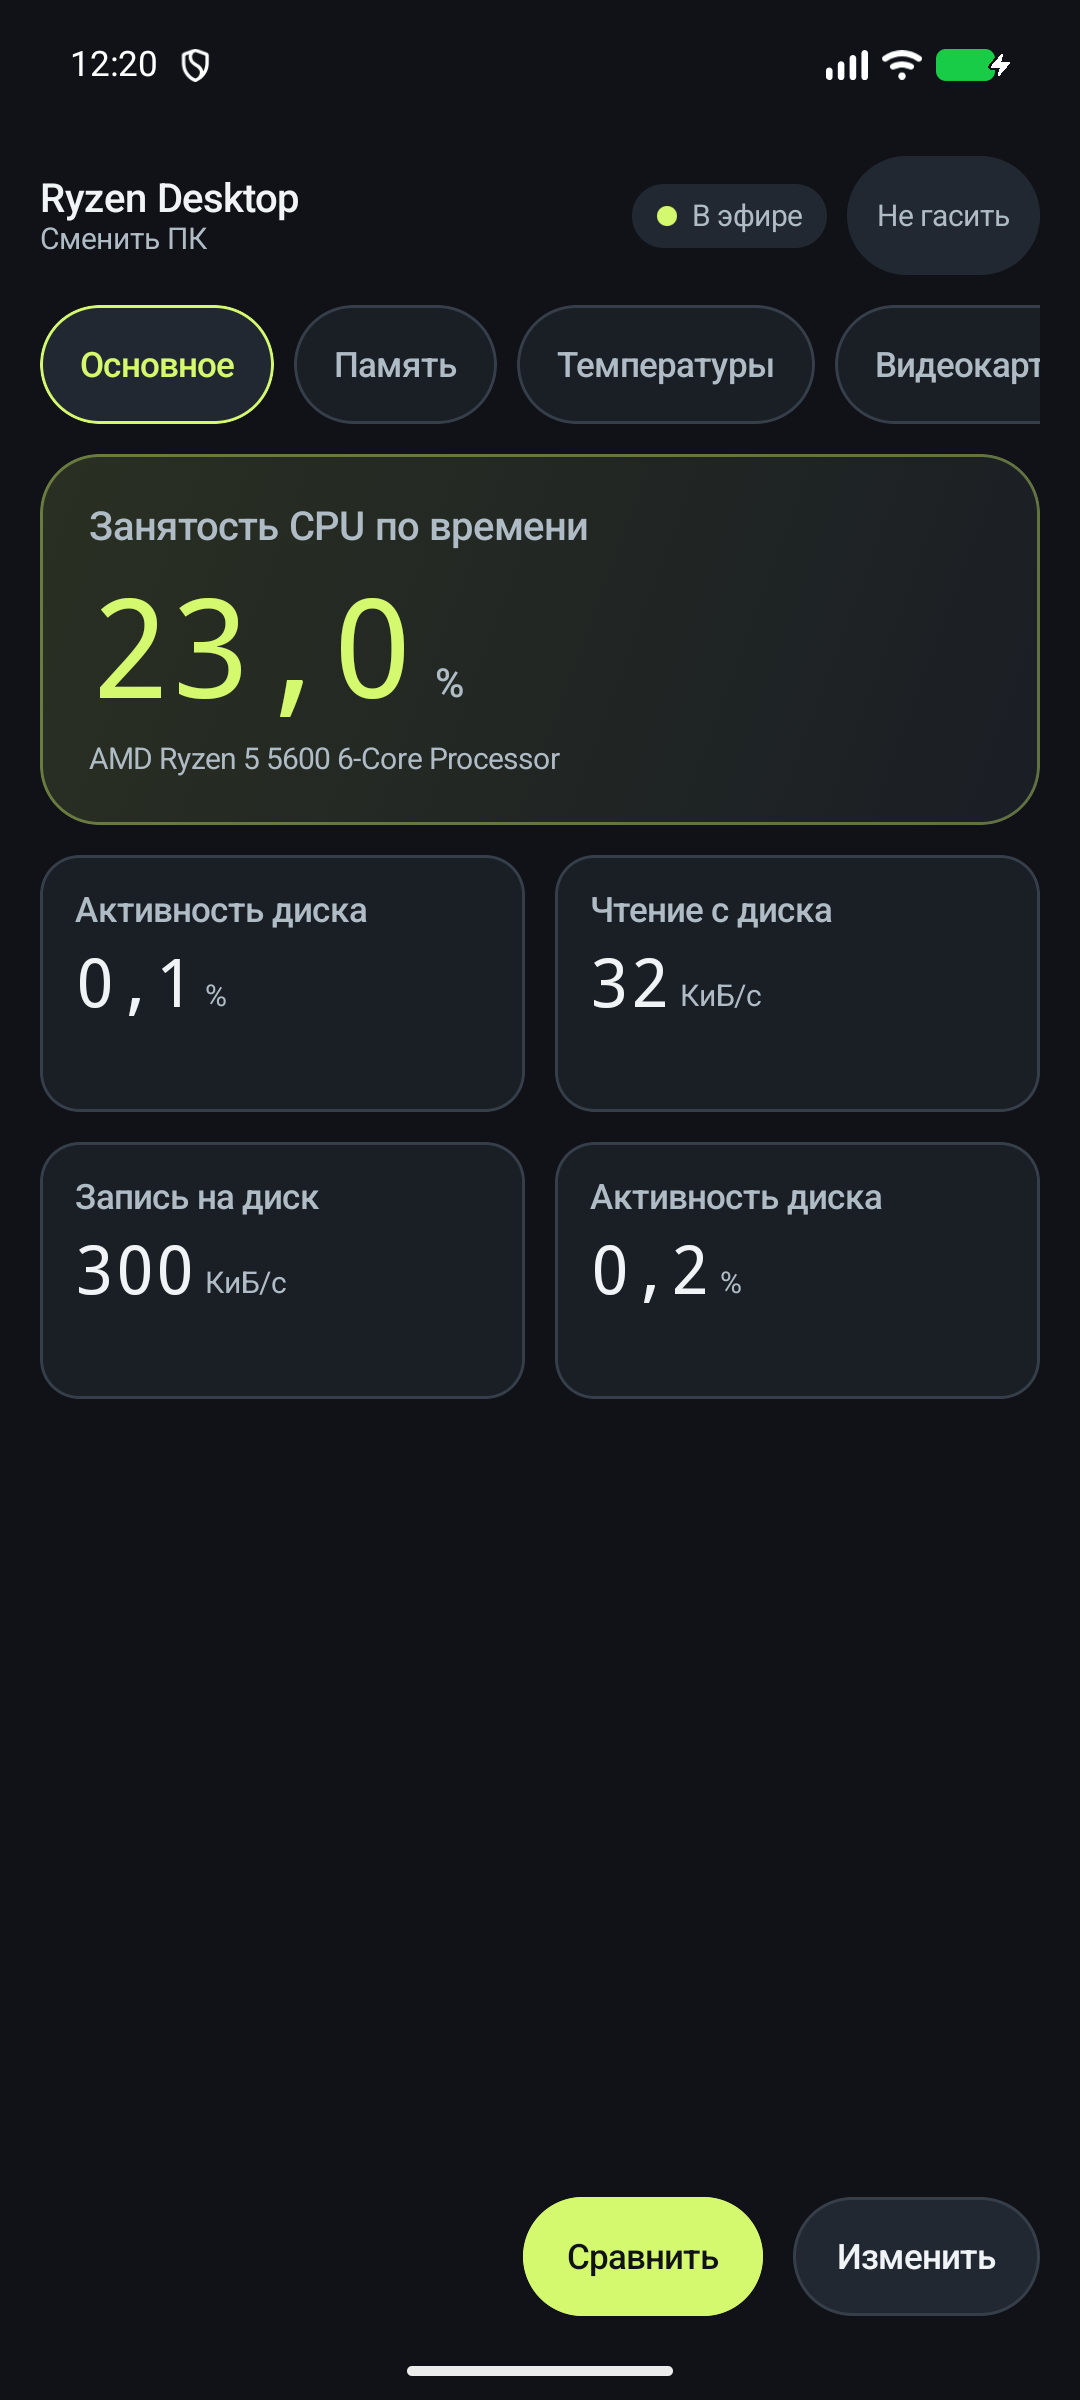 12:20
Ryzen Desktop
Сменить ПК
В эфире
Не гасить
Основное
Память
Температуры
Видеокарт
Занятость CPU по времени
23,0 %
AMD Ryzen 5 5600 6-Core Processor
Активность диска
0,1 %
Чтение с диска
32 КиБ/с
Запись на диск
300 КиБ/с
Активность диска
0,2 %
Сравнить
Изменить